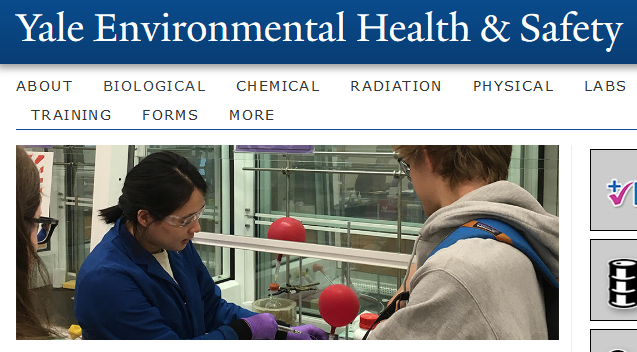 Yale Environmental Health & Safety
ABOUT BIOLOGICAL CHEMICAL RADIATION PHYSICAL LABS
TRAINING FORMS MORE